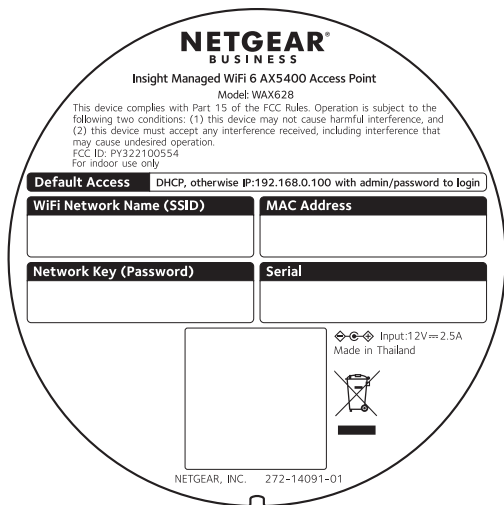 NETGEAR®
BUSINESS
Insight Managed WiFi 6 AX5400 Access Point
Model: WAX628
This device complies with Part 15 of the FCC Rules. Operation is subject to the
following two conditions: (1) this device may not cause harmful interference, and
(2) this device must accept any interference received, including interference that
may cause undesired operation.
FCC ID: PY322100554
For indoor use only
Default Access DHCP, otherwise IP:192.168.0.100 with admin/password to login
WiFi Network Name (SSID) MAC Address
Network Key (Password) Serial
Input:12V⎓2.5A
Made in Thailand
NETGEAR, INC. 272-14091-01